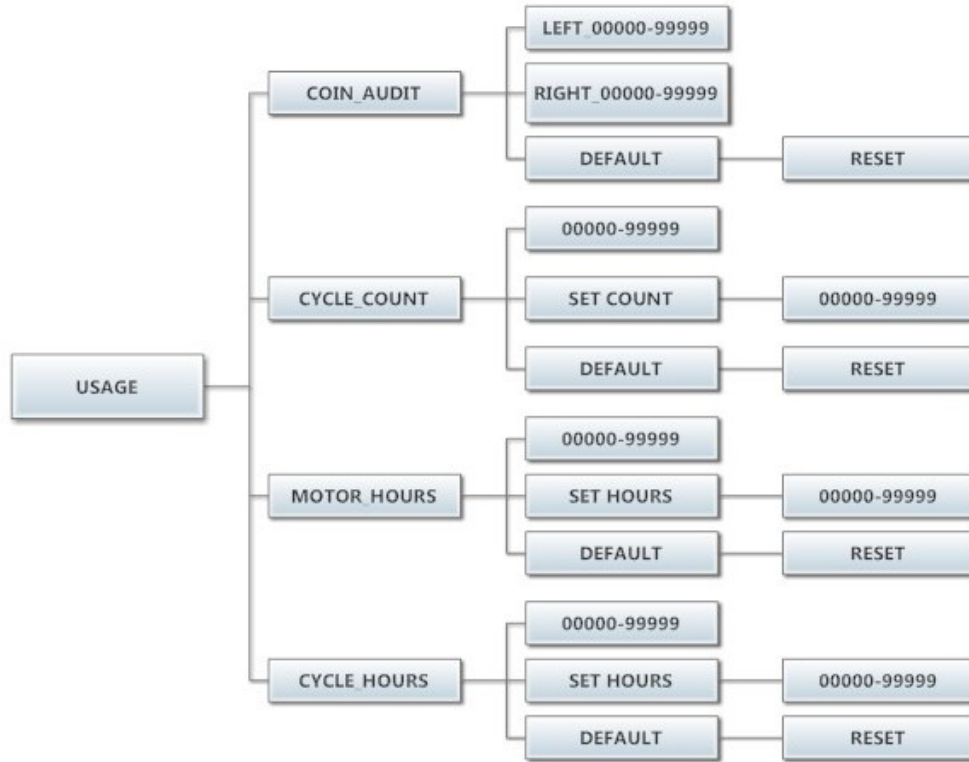 LEFT_00000-99999
COIN_AUDIT
RIGHT_00000-99999
DEFAULT
RESET
00000-99999
CYCLE_COUNT
SET COUNT
00000-99999
DEFAULT
RESET
USAGE
00000-99999
MOTOR_HOURS
SET HOURS
00000-99999
DEFAULT
RESET
00000-99999
CYCLE_HOURS
SET HOURS
00000-99999
DEFAULT
RESET